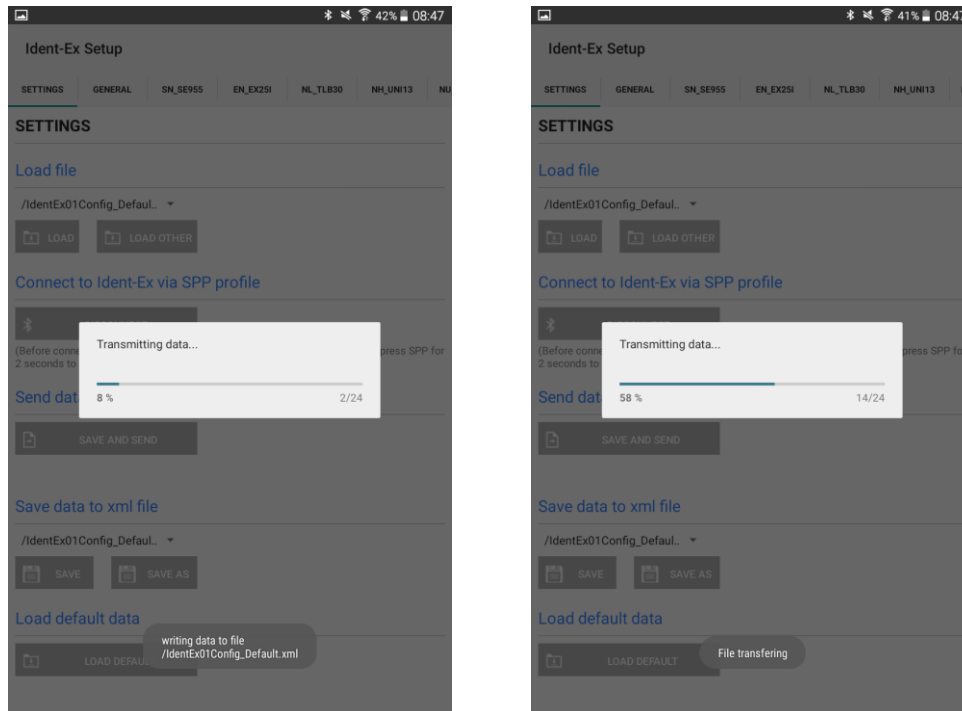 42% 08:47
Ident-Ex Setup
SETTINGS GENERAL SN_SE955 EN_EX25I NL_TLB30 NH_UNI13 NU
SETTINGS
Load file
/IdentEx01Config_Defaul..
LOAD LOAD OTHER
Connect to Ident-Ex via SPP profile
(Before conne press SPP for
2 seconds to
Transmitting data...
8 % 2/24
Send dat
SAVE AND SEND
Save data to xml file
/IdentEx01Config_Defaul..
SAVE SAVE AS
Load default data
LOAD DEFAU
writing data to file
/IdentEx01Config_Default.xml
41% 08:47
Ident-Ex Setup
SETTINGS GENERAL SN_SE955 EN_EX25I NL_TLB30 NH_UNI13
SETTINGS
Load file
/IdentEx01Config_Defaul..
LOAD LOAD OTHER
Connect to Ident-Ex via SPP profile
(Before conne press SPP fo
2 seconds to
Transmitting data...
58 % 14/24
Send dat
SAVE AND SEND
Save data to xml file
/IdentEx01Config_Defaul..
SAVE SAVE AS
Load default data
LOAD DEFAULT
File transfering